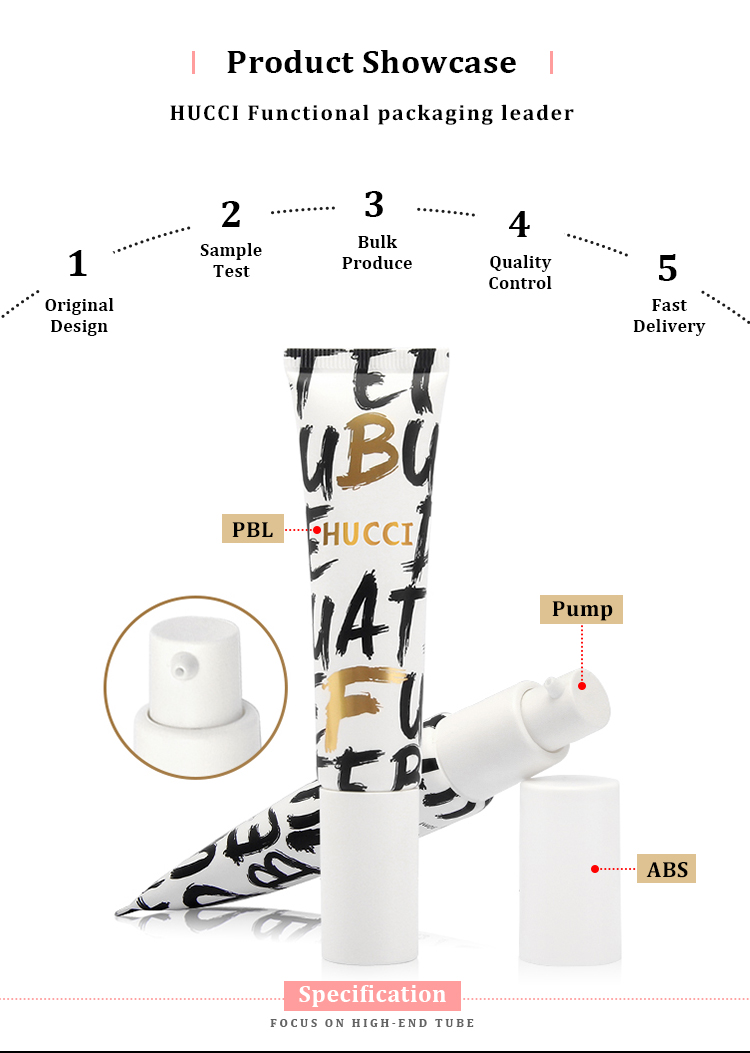 Product Showcase
HUCCI Functional packaging leader
1
Original
Design
2
Sample
Test
3
Bulk
Produce
4
Quality
Control
5
Fast
Delivery
B
PBL
HUCCI
UAT
Pump
F
ABS
Specification
FOCUS ON HIGH-END TUBE